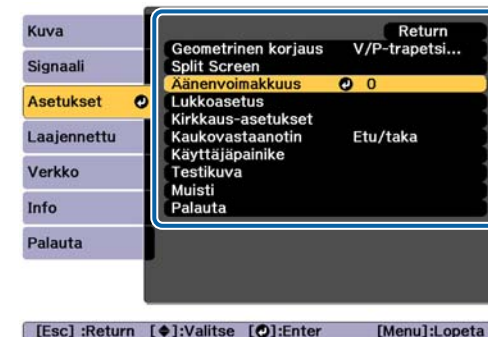 Kuva
Signaali
Asetukset
Laajennettu
Verkko
Info
Palauta
Return
Geometrinen korjaus V/P-trapetsi...
Split Screen
Äänenvoimakkuus 0
Lukkoasetus
Kirkkaus-asetukset
Kaukovastaanotin Etu/taka
Käyttäjäpainike
Testikuva
Muisti
Palauta
[Esc] :Return [◆]:Valitse [⏎]:Enter [Menu]:Lopeta